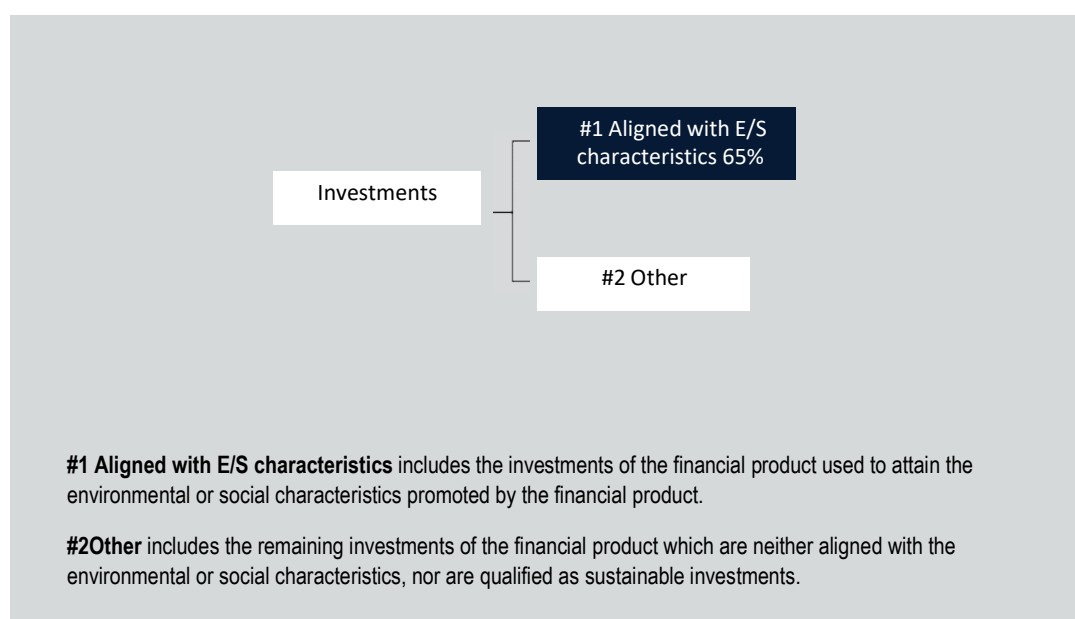 #1 Aligned with E/S
characteristics 65%
Investments
#2 Other
#1 Aligned with E/S characteristics includes the investments of the financial product used to attain the
environmental or social characteristics promoted by the financial product.
#2Other includes the remaining investments of the financial product which are neither aligned with the
environmental or social characteristics, nor are qualified as sustainable investments.